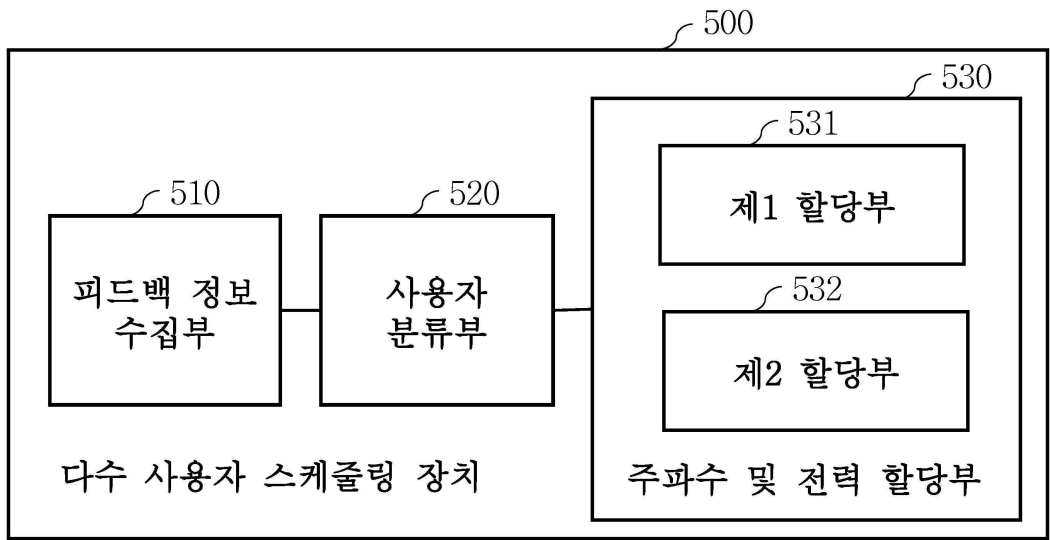 500
530
531
제1 할당부
510
520
피드백 정보
수집부
사용자
분류부
532
제2 할당부
다수 사용자 스케줄링 장치
주파수 및 전력 할당부